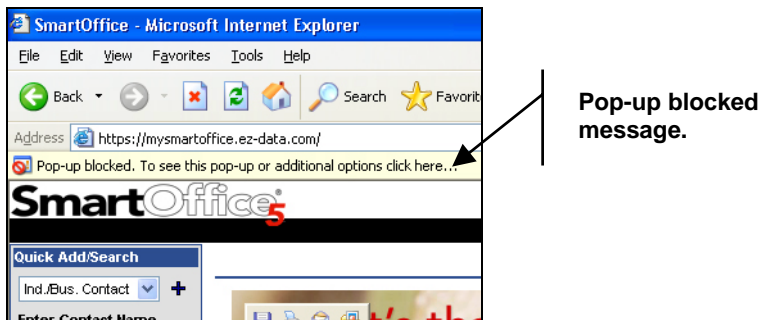 SmartOffice - Microsoft Internet Explorer
File Edit View Favorites Tools Help
Back Search
Address https://mysmartoffice.ez-data.com/
Pop-up blocked. To see this pop-up or additional options click here...
SmartOffice
5
Quick Add/Search
Ind./Bus. Contact
Enter Contact Name
Pop-up blocked
message.